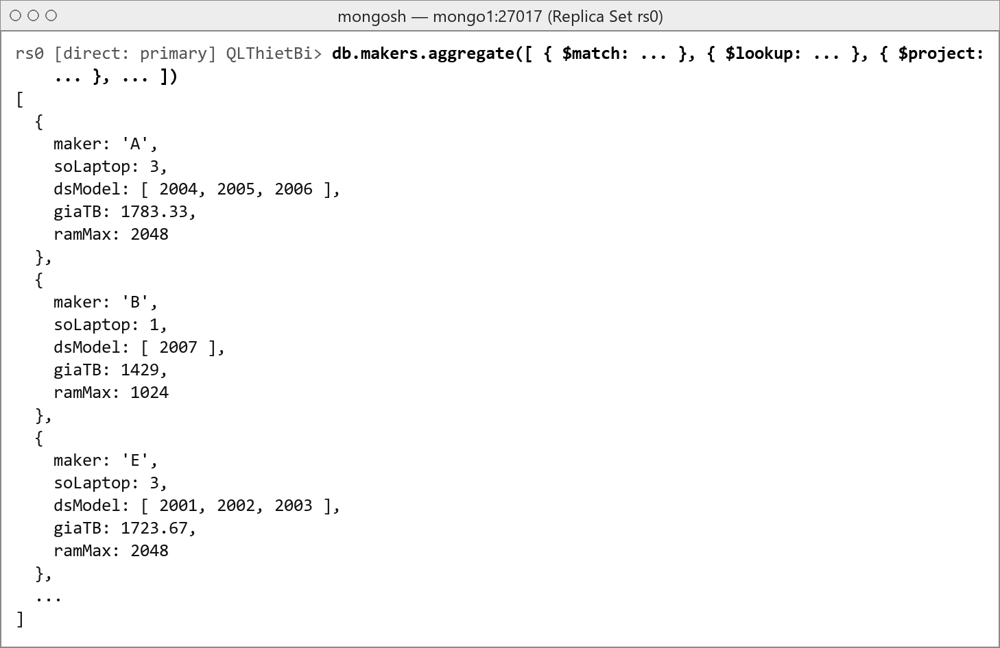 mongosh — mongo1:27017 (Replica Set rs0)
rs0 [direct: primary] QLThietBi> db.makers.aggregate([ { $match: ... }, { $lookup: ... }, { $project:
... }, ... ])
[
{
maker: 'A',
soLaptop: 3,
dsModel: [ 2004, 2005, 2006 ],
giaTB: 1783.33,
ramMax: 2048
},
{
maker: 'B',
soLaptop: 1,
dsModel: [ 2007 ],
giaTB: 1429,
ramMax: 1024
},
{
maker: 'E',
soLaptop: 3,
dsModel: [ 2001, 2002, 2003 ],
giaTB: 1723.67,
ramMax: 2048
},
...
]